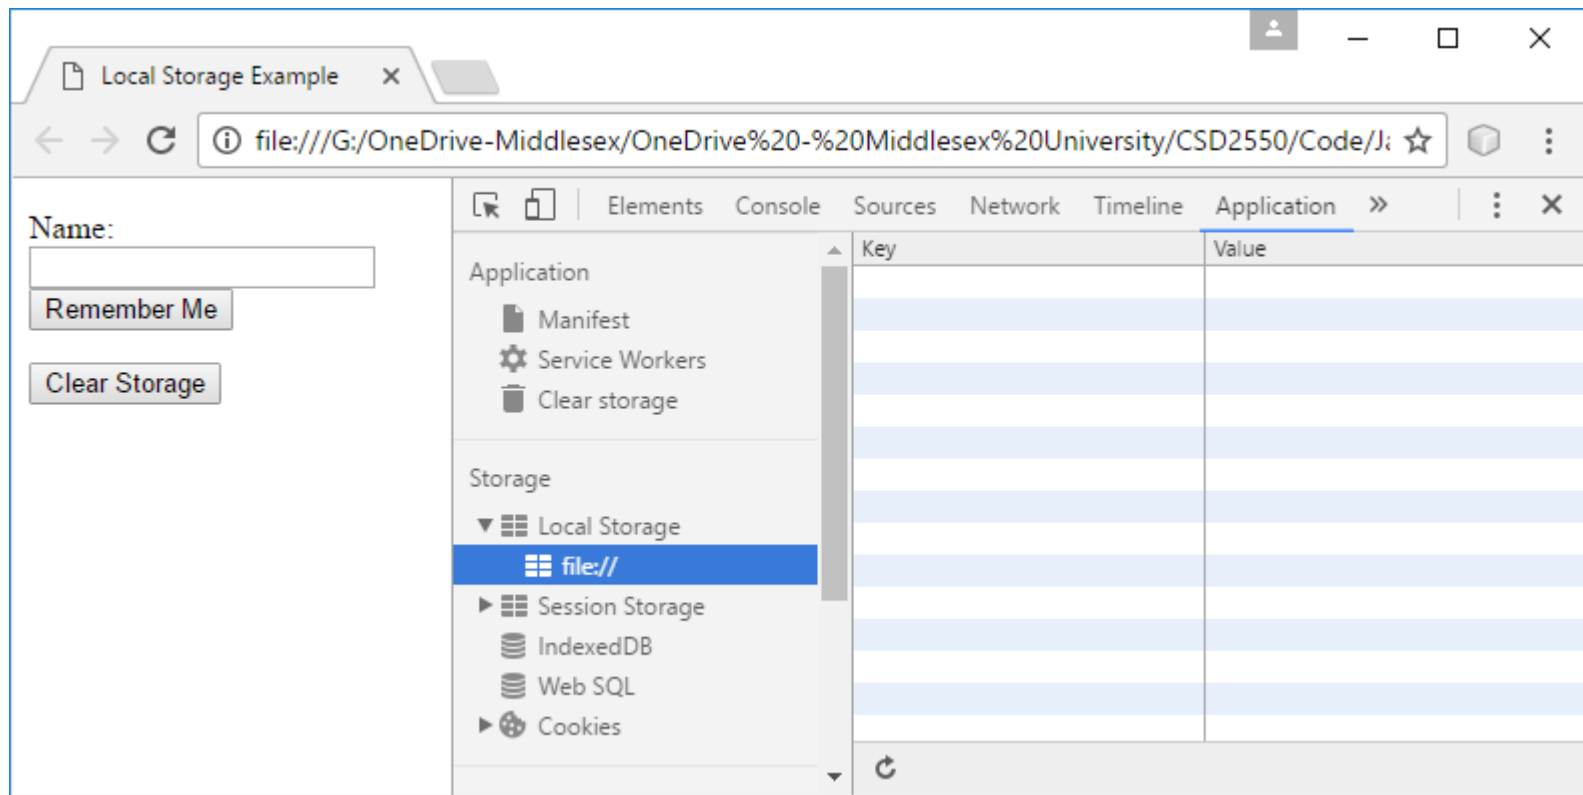 Local Storage Example
file:///G:/OneDrive-Middlesex/OneDrive%20-%20Middlesex%20University/CSD2550/Code/Ja
Elements Console Sources Network Timeline Application »
Name:
Remember Me
Clear Storage
Application
Manifest
Service Workers
Clear storage
Storage
Local Storage
file://
Session Storage
IndexedDB
Web SQL
Cookies
Key Value